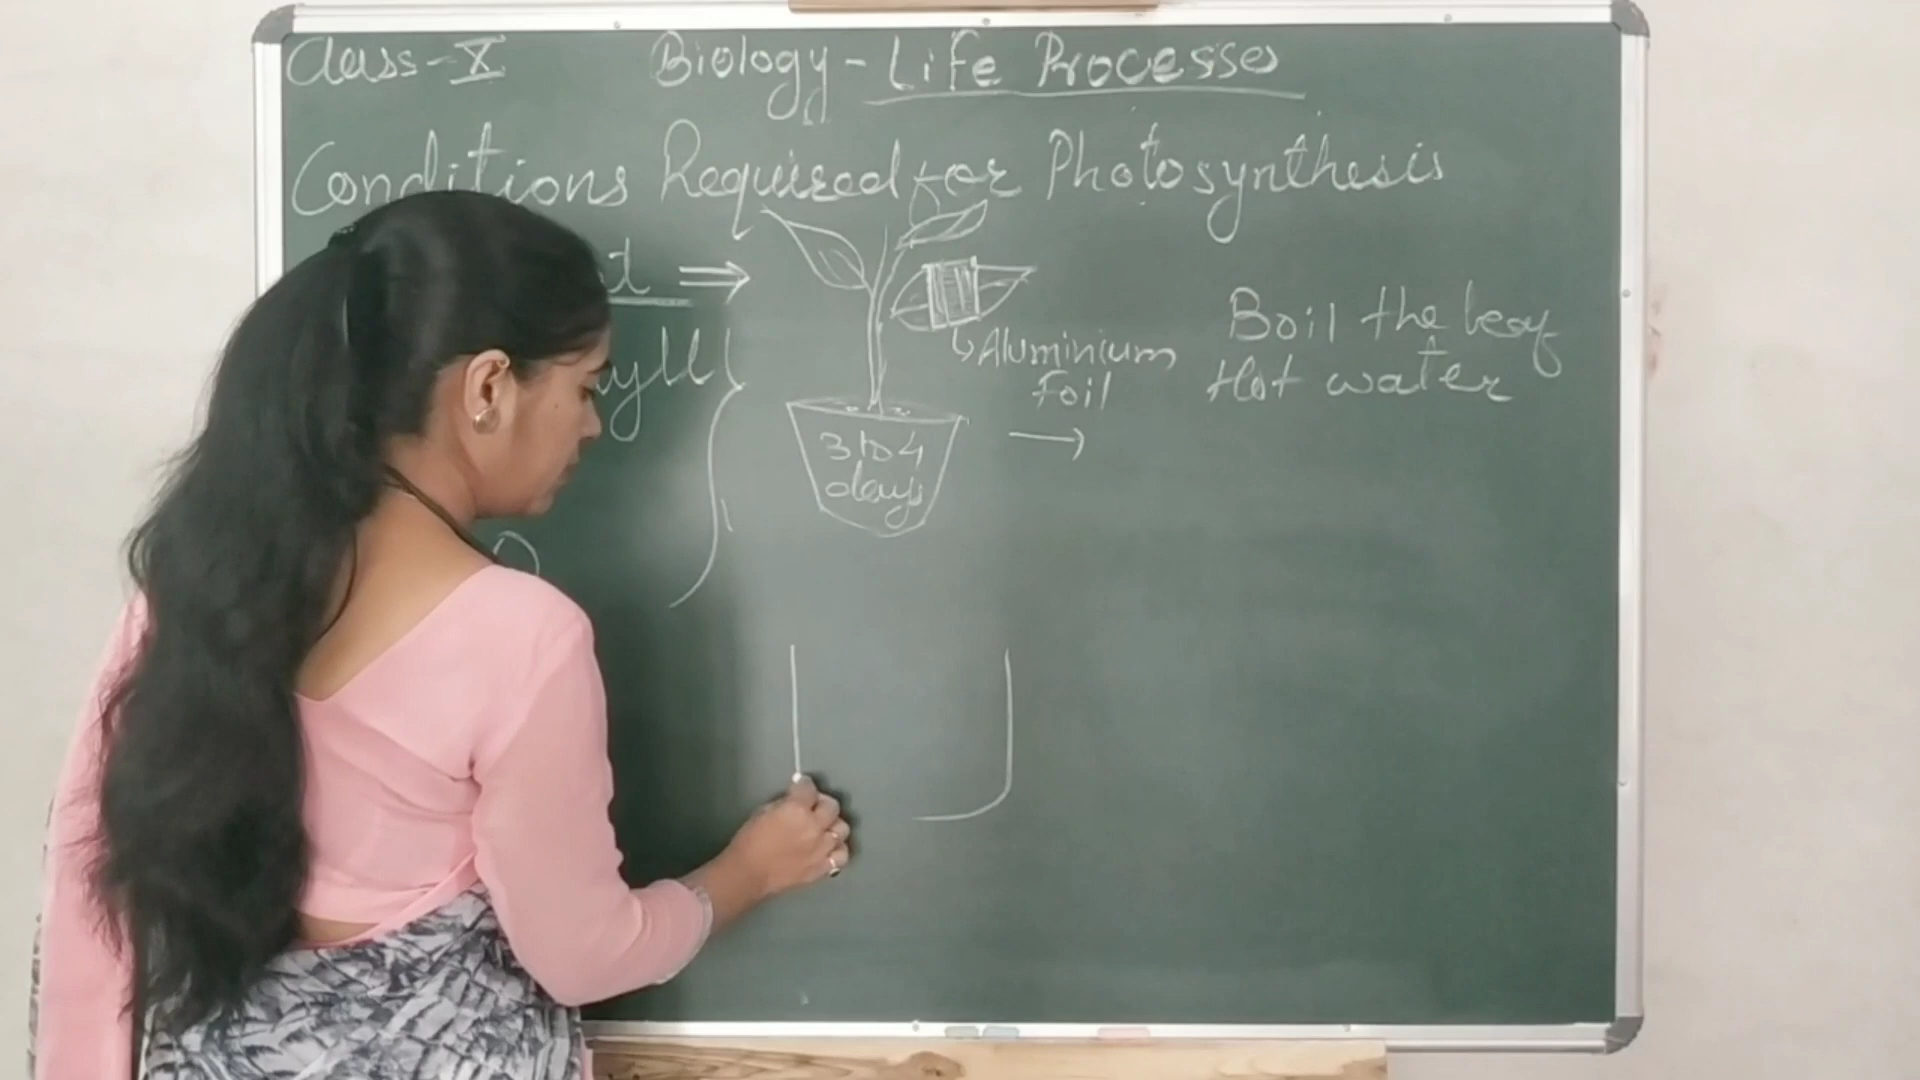 Class-X Biology - Life Processes
Conditions Required for Photosynthesis
Aluminium
Foil
3 to 4
days
Boil the leaf
Hot water